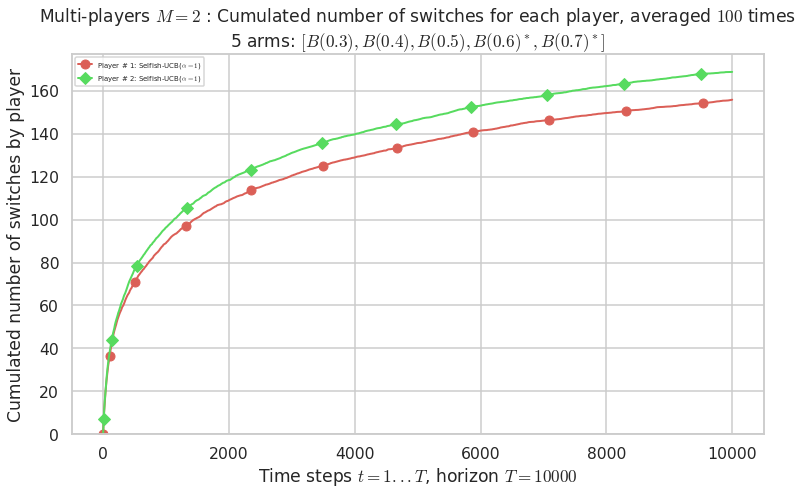 Multi-players M = 2 : Cumulated number of switches for each player, averaged 100 times
5 arms: [B(0.3), B(0.4), B(0.5), B(0.6)*, B(0.7)*]
Player # 1: Selfish-UCB(α=1)
Player # 2: Selfish-UCB(α=1)
Cumulated number of switches by player
160
140
120
100
80
60
40
20
0
0 2000 4000 6000 8000 10000
Time steps t = 1...T, horizon T = 10000